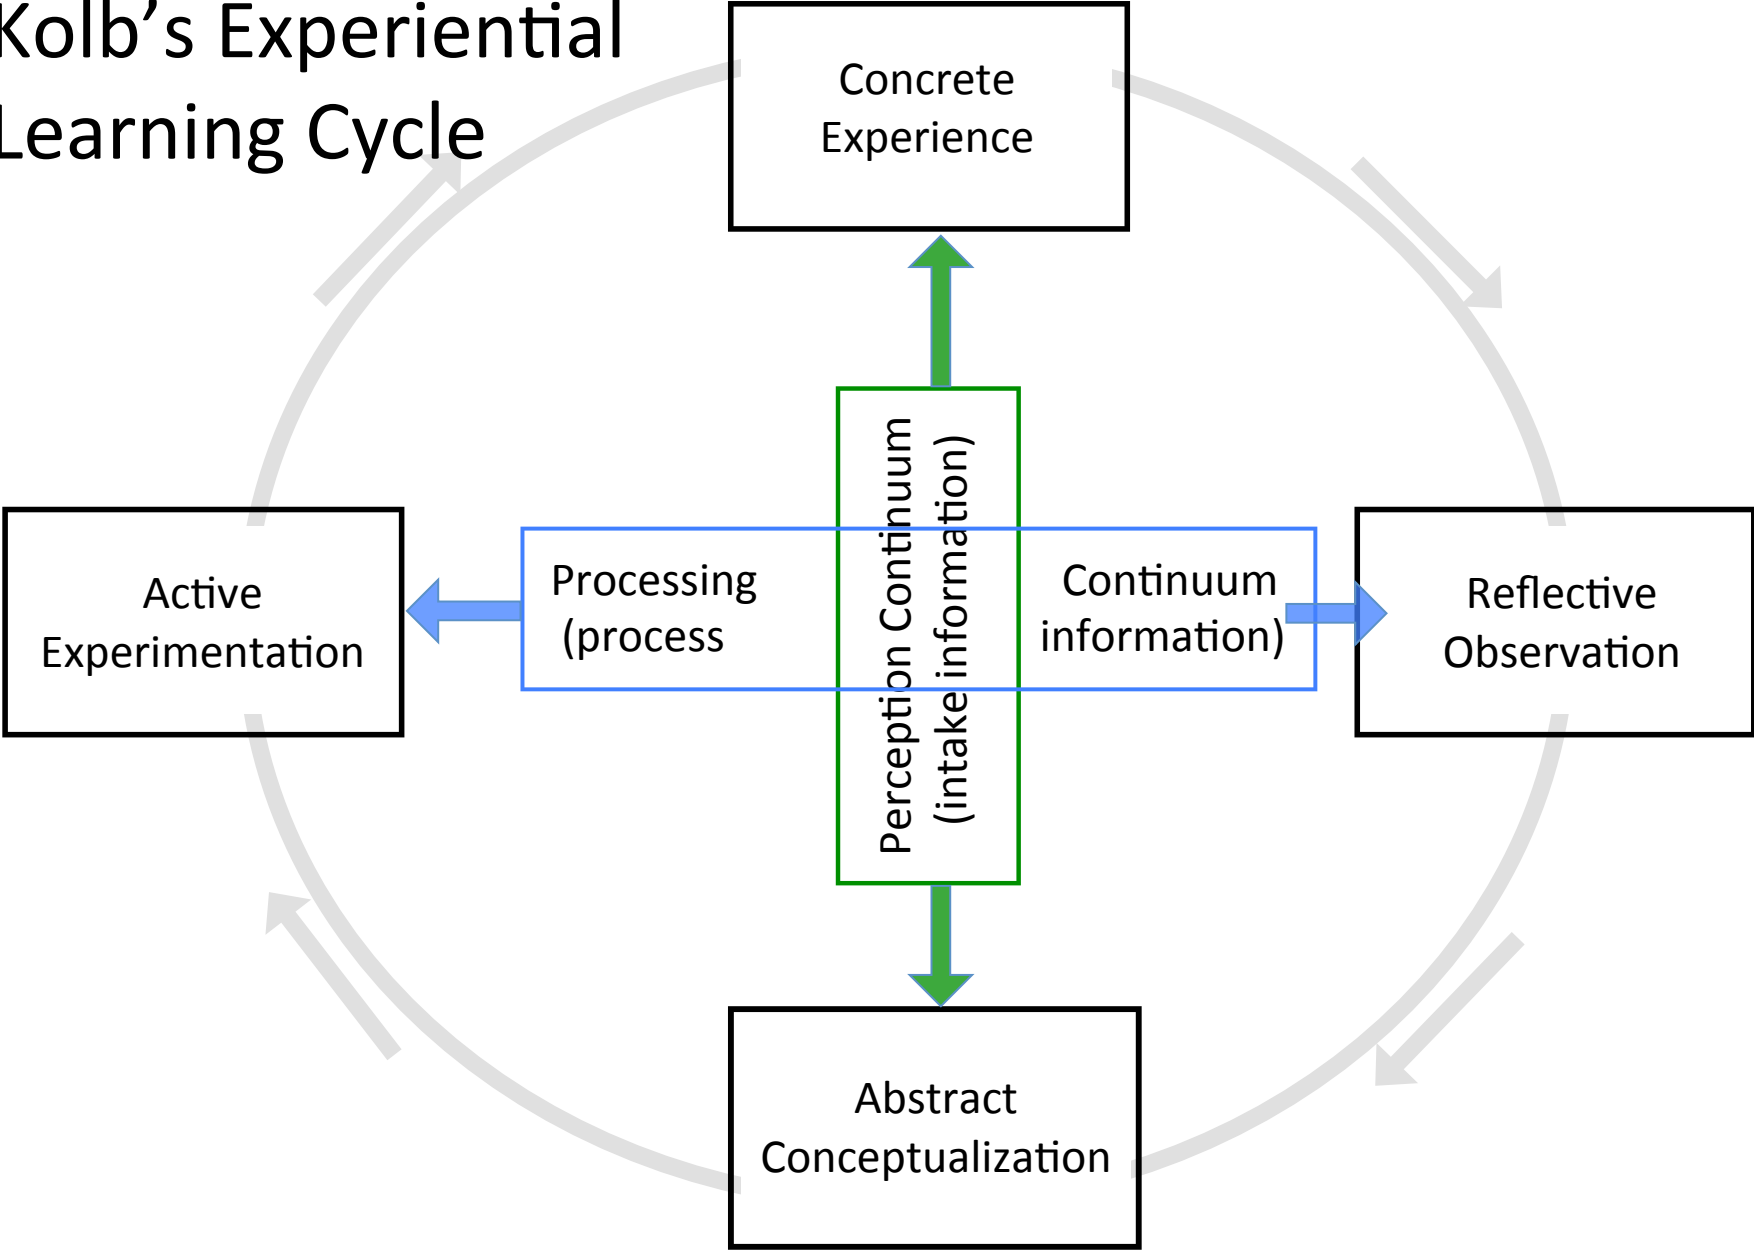 Kolb’s Experiential
Learning Cycle
Concrete
Experience
Active
Experimentation
Processing
(process
Perception Continuum
(intake information)
Continuum
information)
Reflective
Observation
Abstract
Conceptualization